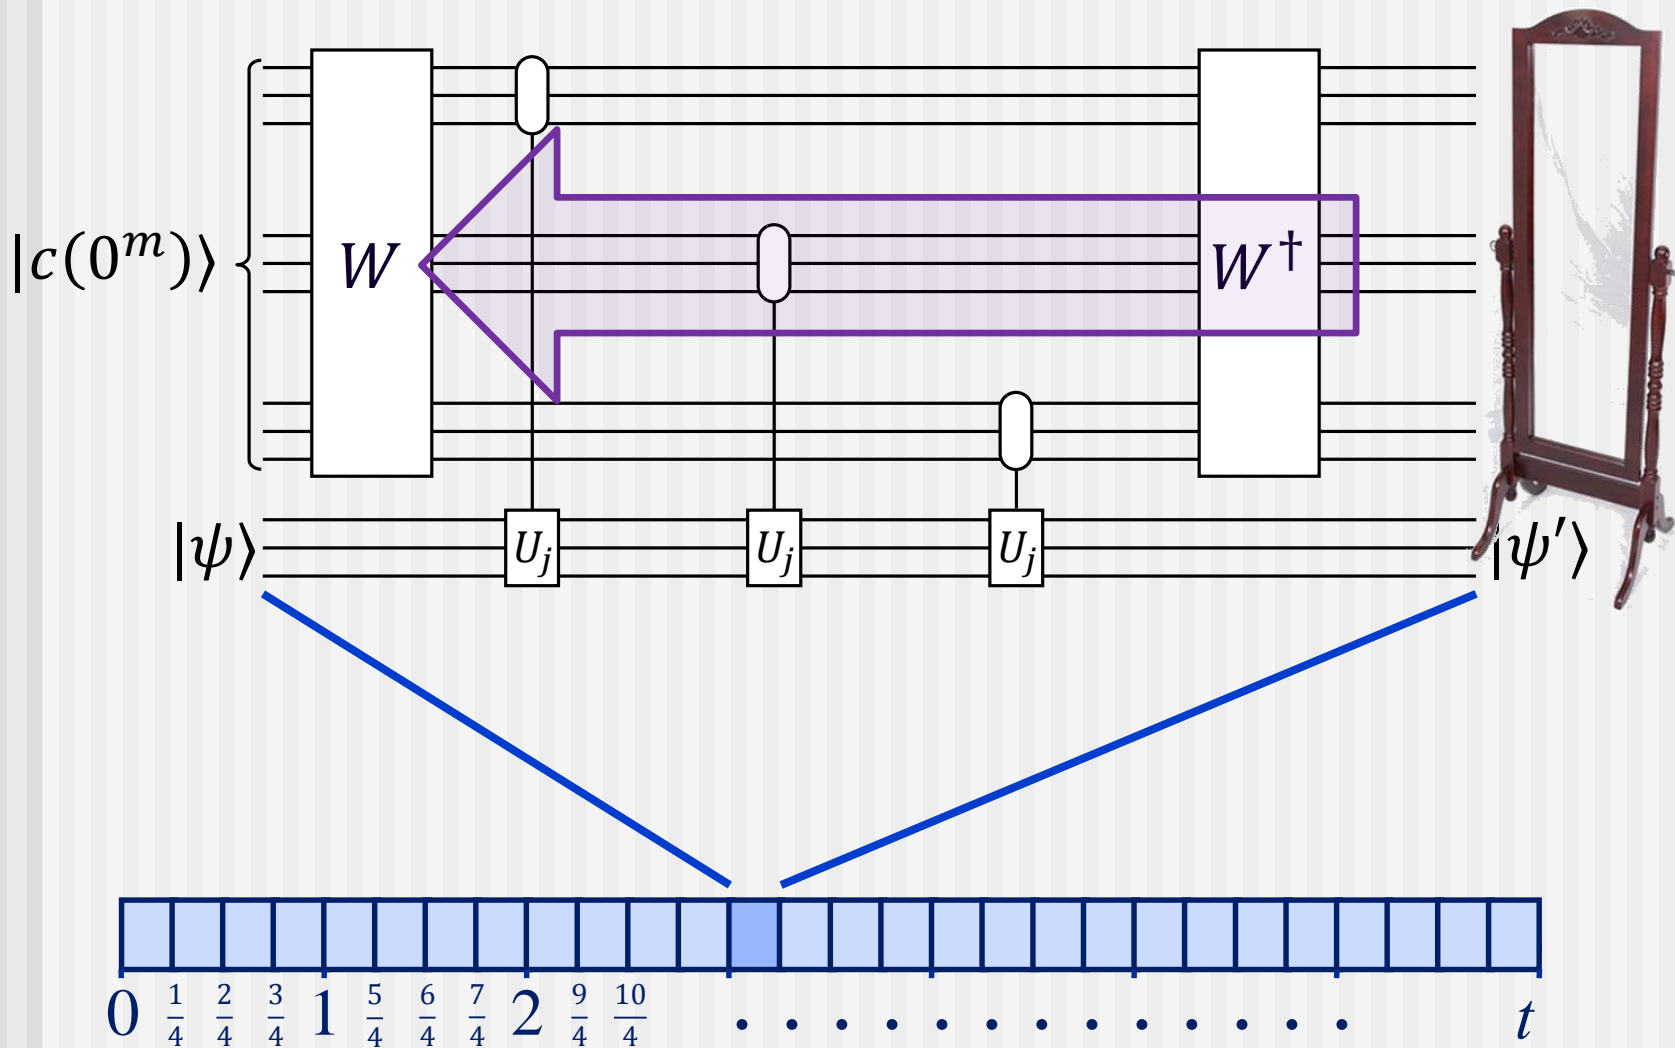 |c(0^m)⟩
W
W†
|ψ⟩
U_j
U_j
U_j
|ψ′⟩
0 1/4 2/4 3/4 1 5/4 6/4 7/4 2 9/4 10/4 . . . . . . . . . . . . . t